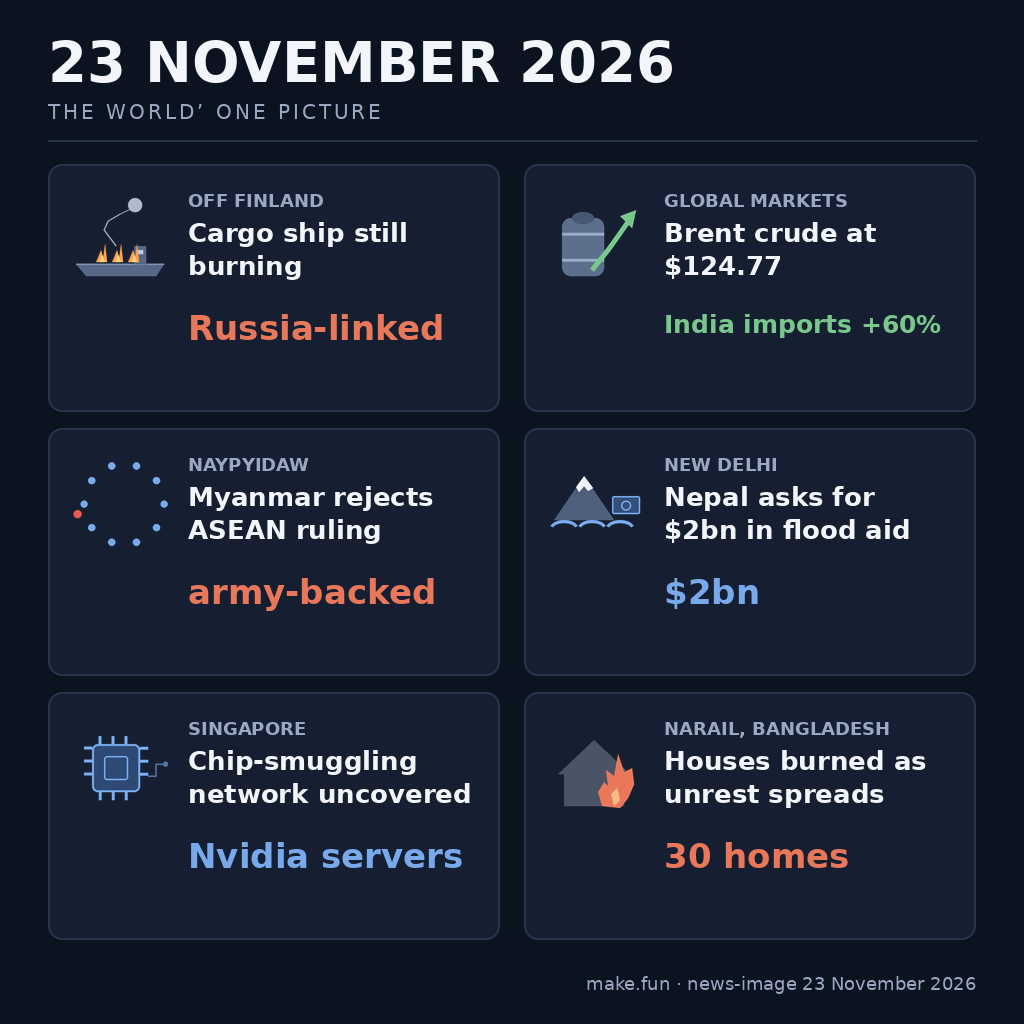 23 NOVEMBER 2026
THE WORLD’ ONE PICTURE
OFF FINLAND
Cargo ship still
burning
Russia-linked
GLOBAL MARKETS
Brent crude at
$124.77
India imports +60%
NAYPYIDAW
Myanmar rejects
ASEAN ruling
army-backed
NEW DELHI
Nepal asks for
$2bn in flood aid
$2bn
SINGAPORE
Chip-smuggling
network uncovered
Nvidia servers
NARAIL, BANGLADESH
Houses burned as
unrest spreads
30 homes
make.fun · news-image 23 November 2026